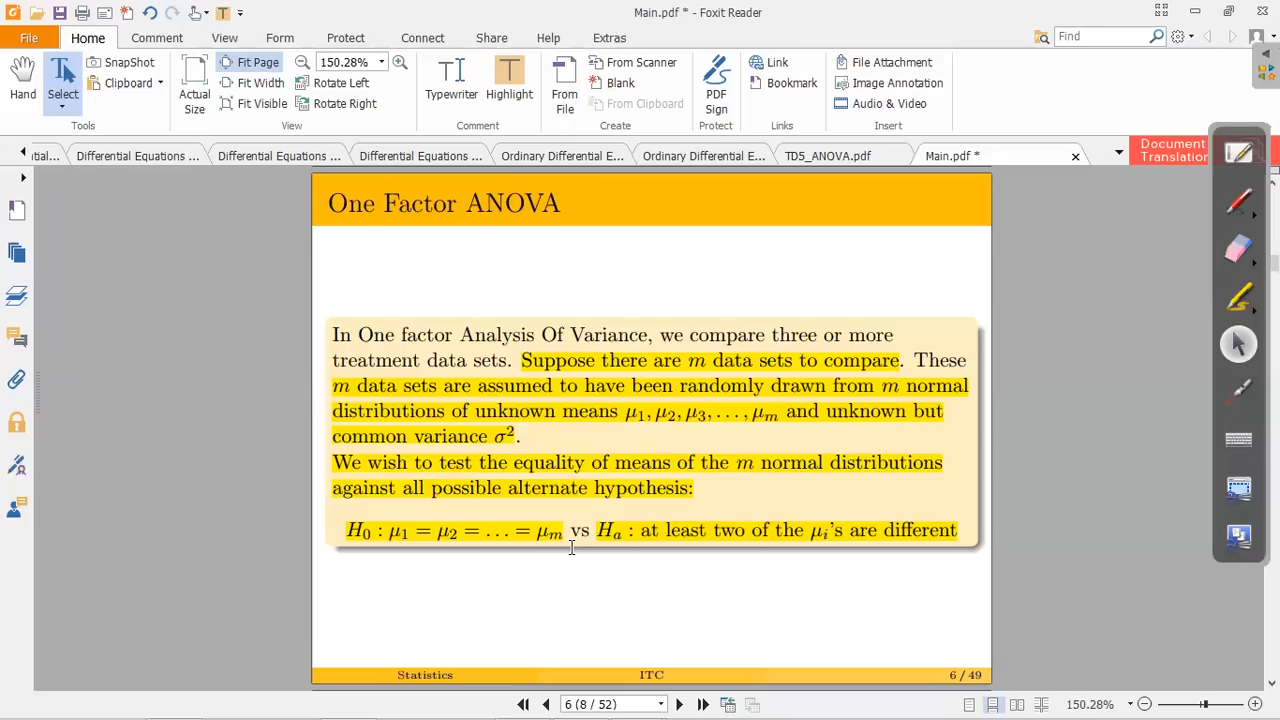 Main.pdf * - Foxit Reader
File Home Comment View Form Protect Connect Share Help Extras Find
Hand
Select
SnapShot
Clipboard
Tools
Actual
Size
Fit Page
Fit Width
Fit Visible
150.28%
Rotate Left
Rotate Right
View
Typewriter
Highlight
Comment
From
File
From Scanner
Blank
From Clipboard
Create
PDF
Sign
Protect
Link
Bookmark
Links
File Attachment
Image Annotation
Audio & Video
Insert
ntial... Differential Equations ... Differential Equations ... Differential Equations ... Ordinary Differential E... Ordinary Differential E... TD5_ANOVA.pdf Main.pdf *
Document
Translation
One Factor ANOVA
In One factor Analysis Of Variance, we compare three or more
treatment data sets. Suppose there are m data sets to compare. These
m data sets are assumed to have been randomly drawn from m normal
distributions of unknown means μ₁, μ₂, μ₃, . . . , μₘ and unknown but
common variance σ².
We wish to test the equality of means of the m normal distributions
against all possible alternate hypothesis:
H₀ : μ₁ = μ₂ = . . . = μₘ vs Hₐ : at least two of the μᵢ's are different
Statistics ITC 6 / 49
6 (8 / 52) 150.28%